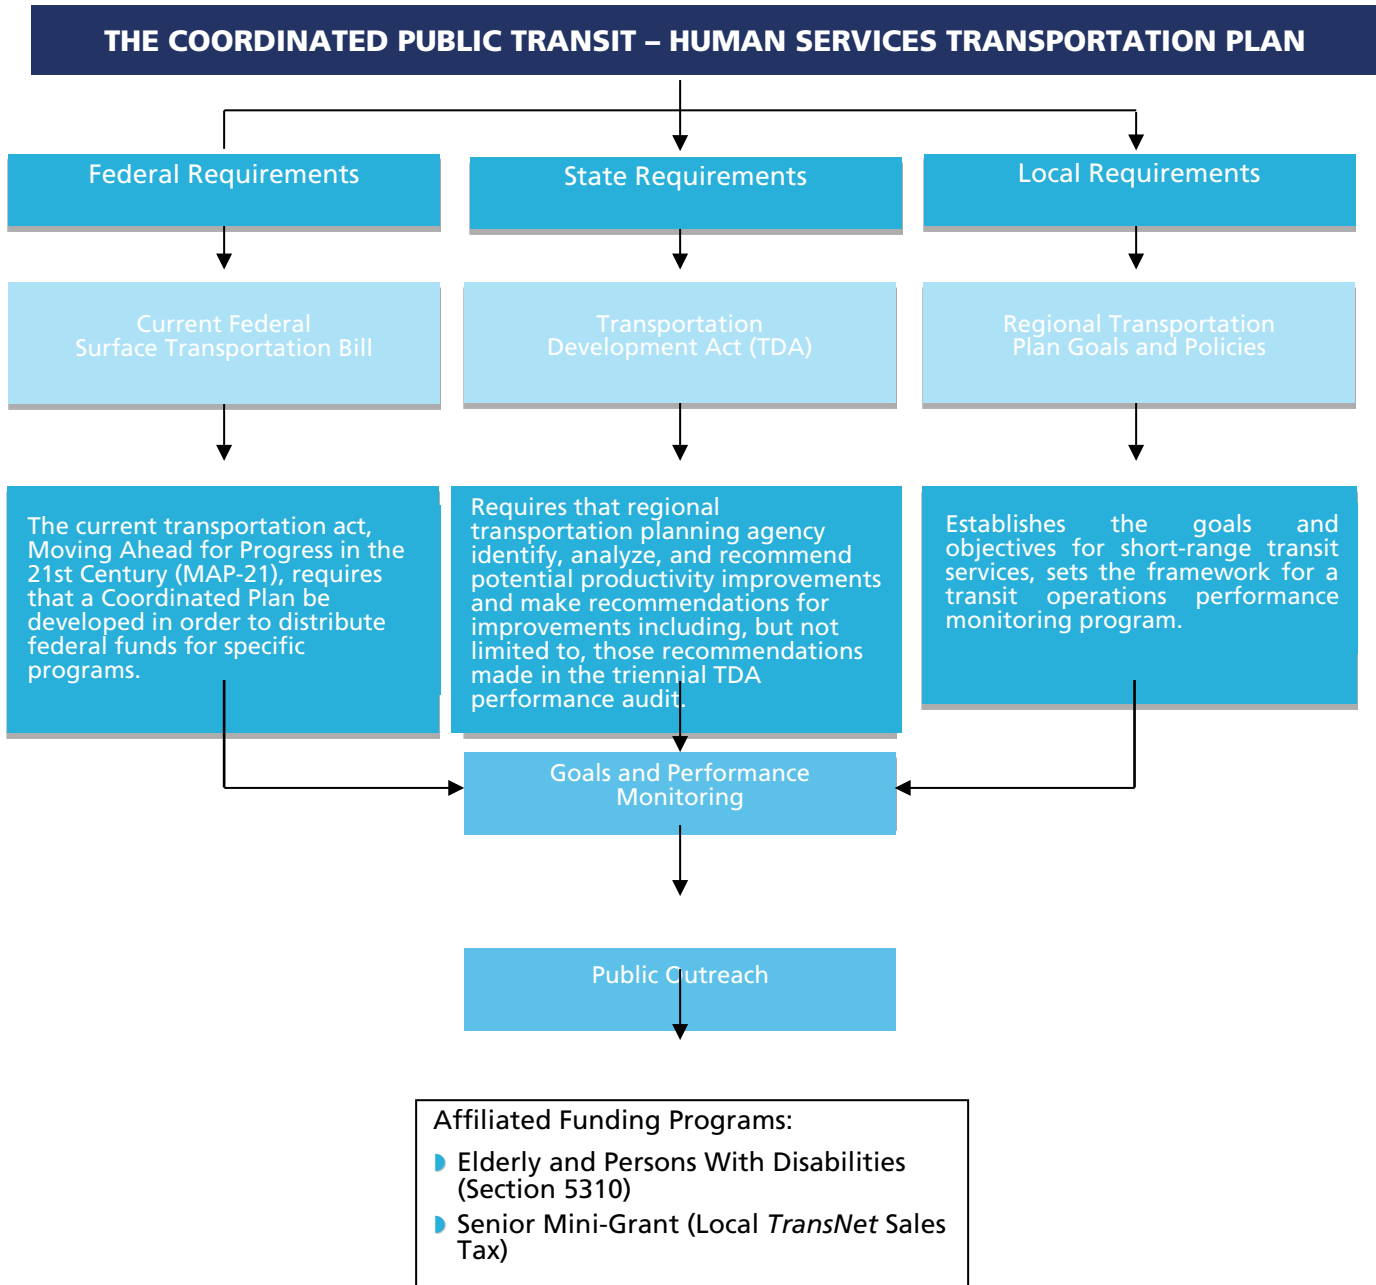 THE COORDINATED PUBLIC TRANSIT – HUMAN SERVICES TRANSPORTATION PLAN
Federal Requirements
State Requirements
Local Requirements
Current Federal
Surface Transportation Bill
Transportation
Development Act (TDA)
Regional Transportation
Plan Goals and Policies
The current transportation act,
Moving Ahead for Progress in the
21st Century (MAP-21), requires
that a Coordinated Plan be
developed in order to distribute
federal funds for specific
programs.
Requires that regional
transportation planning agency
identify, analyze, and recommend
potential productivity improvements
and make recommendations for
improvements including, but not
limited to, those recommendations
made in the triennial TDA
performance audit.
Establishes the goals and
objectives for short-range transit
services, sets the framework for a
transit operations performance
monitoring program.
Goals and Performance
Monitoring
Public Outreach
Affiliated Funding Programs:
Elderly and Persons With Disabilities
(Section 5310)
Senior Mini-Grant (Local TransNet Sales
Tax)